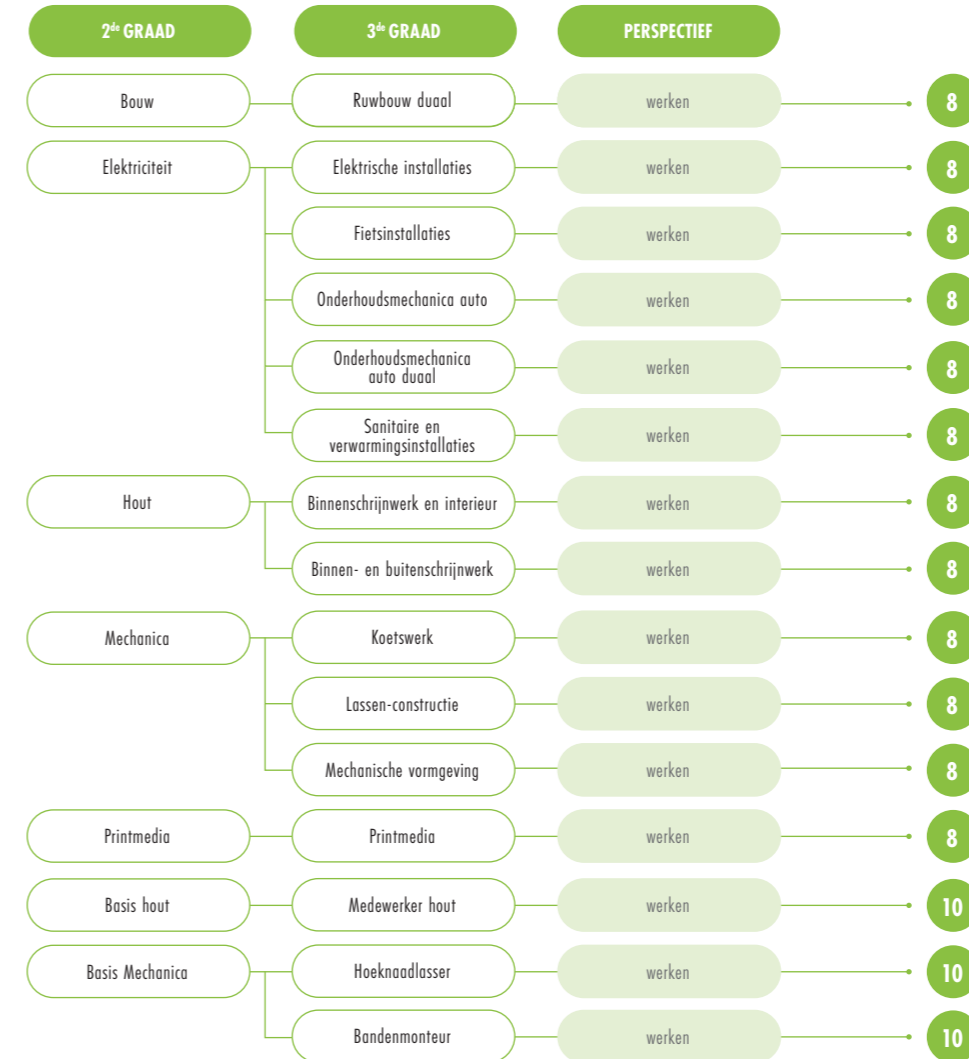 2de GRAAD 3de GRAAD PERSPECTIEF
Bouw Ruwbouw duaal werken 8
Elektriciteit Elektrische installaties werken 8
Fietsinstallaties werken 8
Onderhoudsmechanica auto werken 8
Onderhoudsmechanica
auto duaal werken 8
Sanitaire en
verwarmingsinstallaties werken 8
Hout Binnenschrijnwerk en interieur werken 8
Binnen- en buitenschrijnwerk werken 8
Mechanica Koetswerk werken 8
Lassen-constructie werken 8
Mechanische vormgeving werken 8
Printmedia Printmedia werken 8
Basis hout Medewerker hout werken 10
Basis Mechanica Hoeknaadlasser werken 10
Bandenmonteur werken 10